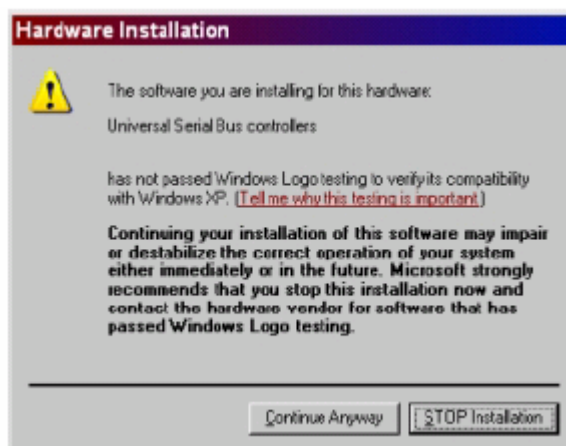 Hardware Installation
The software you are installing for this hardware:
Universal Serial Bus controllers
has not passed Windows Logo testing to verify its compatibility
with Windows XP. (Tell me why this testing is important.)
Continuing your installation of this software may impair
or destabilize the correct operation of your system
either immediately or in the future. Microsoft strongly
recommends that you stop this installation now and
contact the hardware vendor for software that has
passed Windows Logo testing.
Continue Anyway
STOP Installation